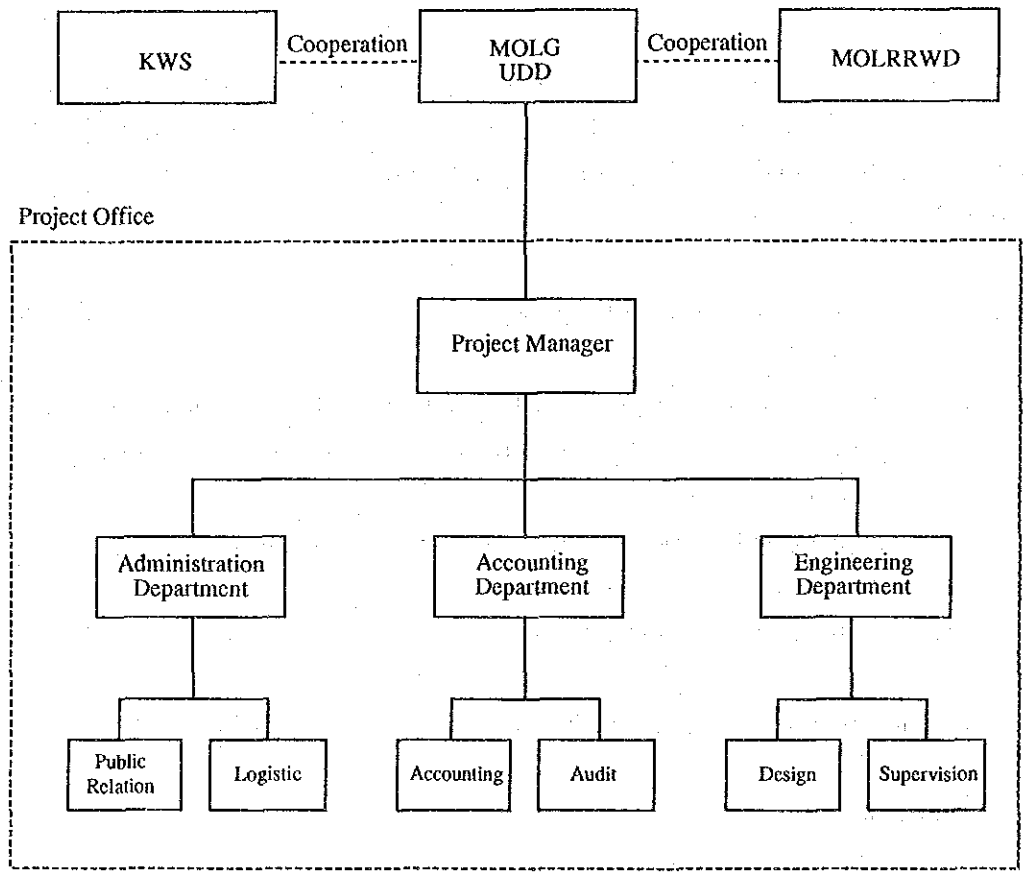 KWS
Cooperation
MOLG
UDD
Cooperation
MOLRRWD
Project Office
Project Manager
Administration
Department
Accounting
Department
Engineering
Department
Public
Relation
Logistic
Accounting
Audit
Design
Supervision